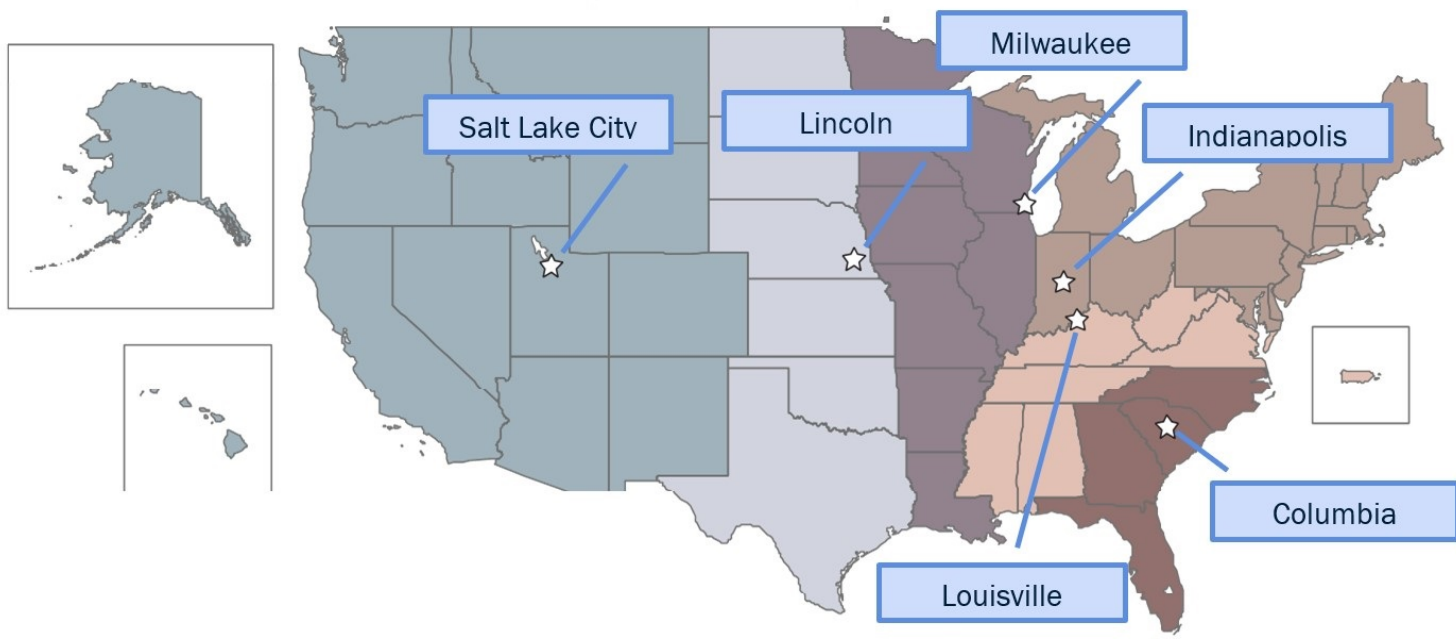 Milwaukee
Salt Lake City
Lincoln
Indianapolis
Columbia
Louisville